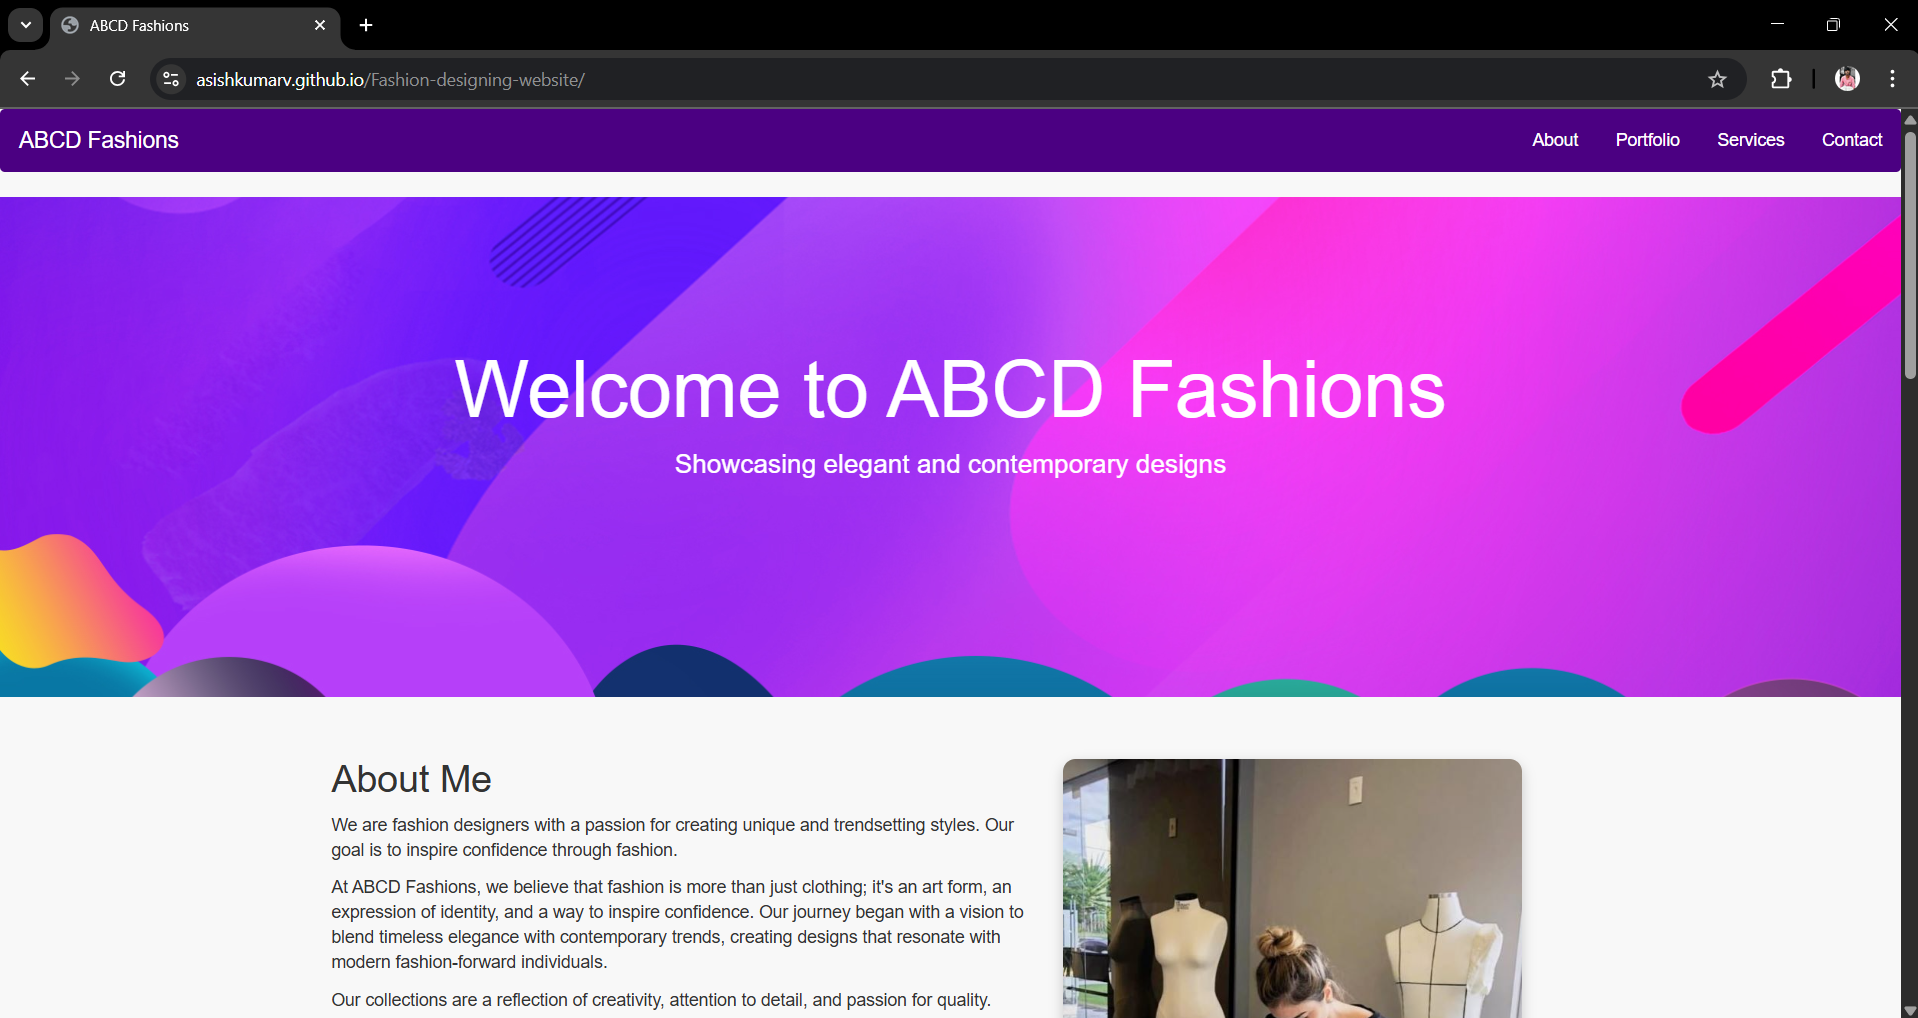 ABCD Fashions
asishkumarv.github.io/Fashion-designing-website/
ABCD Fashions
About
Portfolio
Services
Contact
Welcome to ABCD Fashions
Showcasing elegant and contemporary designs
About Me
We are fashion designers with a passion for creating unique and trendsetting styles. Our
goal is to inspire confidence through fashion.
At ABCD Fashions, we believe that fashion is more than just clothing; it's an art form, an
expression of identity, and a way to inspire confidence. Our journey began with a vision to
blend timeless elegance with contemporary trends, creating designs that resonate with
modern fashion-forward individuals.
Our collections are a reflection of creativity, attention to detail, and passion for quality.